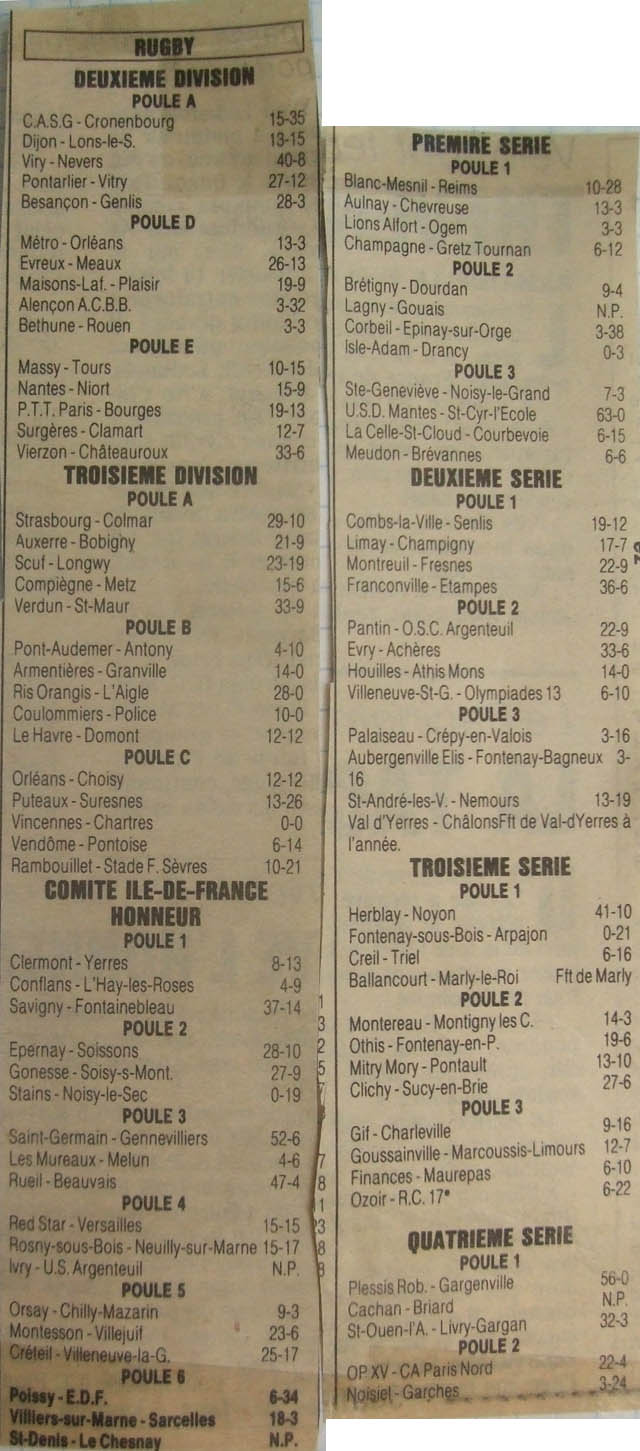 RUGBY
DEUXIEME DIVISION
POULE A
C.A.S.G - Cronenbourg 15-35
Dijon - Lons-le-S. 13-15
Viry - Nevers 40-8
Pontarlier - Vitry 27-12
Besançon - Genlis 28-3
POULE D
Métro - Orléans 13-3
Evreux - Meaux 26-13
Maisons-Laf. - Plaisir 19-9
Alençon A.C.B.B. 3-32
Bethune - Rouen 3-3
POULE E
Massy - Tours 10-15
Nantes - Niort 15-9
P.T.T. Paris - Bourges 19-13
Surgères - Clamart 12-7
Vierzon - Châteauroux 33-6
TROISIEME DIVISION
POULE A
Strasbourg - Colmar 29-10
Auxerre - Bobighy 21-9
Scuf - Longwy 23-19
Compiègne - Metz 15-6
Verdun - St-Maur 33-9
POULE B
Pont-Audemer - Antony 4-10
Armentières - Granville 14-0
Ris Orangis - L'Aigle 28-0
Coulommiers - Police 10-0
Le Havre - Domont 12-12
POULE C
Orléans - Choisy 12-12
Puteaux - Suresnes 13-26
Vincennes - Chartres 0-0
Vendôme - Pontoise 6-14
Rambouillet - Stade F. Sèvres 10-21
COMITE ILE-DE-FRANCE
HONNEUR
POULE 1
Clermont - Yerres 8-13
Conflans - L'Hay-les-Roses 4-9
Savigny - Fontainebleau 37-14
POULE 2
Epernay - Soissons 28-10
Gonesse - Soisy-s-Mont. 27-9
Stains - Noisy-le-Sec 0-19
POULE 3
Saint-Germain - Gennevilliers 52-6
Les Mureaux - Melun 4-6
Rueil - Beauvais 47-4
POULE 4
Red Star - Versailles 15-15
Rosny-sous-Bois - Neuilly-sur-Marne 15-17
Ivry - U.S. Argenteuil N.P.
POULE 5
Orsay - Chilly-Mazarin 9-3
Montesson - Villejuif 23-6
Créteil - Villeneuve-la-G. 25-17
POULE 6
Poissy - E.D.F. 6-34
Villiers-sur-Marne - Sarcelles 18-3
St-Denis - Le Chesnay N.P.
PREMIRE SERIE
POULE 1
Blanc-Mesnil - Reims 10-28
Aulnay - Chevreuse 13-3
Lions Alfort - Ogem 3-3
Champagne - Gretz Tournan 6-12
POULE 2
Brétigny - Dourdan 9-4
Lagny - Gouais N.P.
Corbeil - Epinay-sur-Orge 3-38
Isle-Adam - Drancy 0-3
POULE 3
Ste-Geneviève - Noisy-le-Grand 7-3
U.S.D. Mantes - St-Cyr-l'Ecole 63-0
La Celle-St-Cloud - Courbevoie 6-15
Meudon - Brévannes 6-6
DEUXIEME SERIE
POULE 1
Combs-la-Ville - Senlis 19-12
Limay - Champigny 17-7
Montreuil - Fresnes 22-9
Franconville - Etampes 36-6
POULE 2
Pantin - O.S.C. Argenteuil 22-9
Evry - Achères 33-6
Houilles - Athis Mons 14-0
Villeneuve-St-G. - Olympiades 13 6-10
POULE 3
Palaiseau - Crépy-en-Valois 3-16
Aubergenville Elis - Fontenay-Bagneux 3-
16
St-André-les-V. - Nemours 13-19
Val d'Yerres - ChâlonsFft de Val-dYerres à
l'année.
TROISIEME SERIE
POULE 1
Herblay - Noyon 41-10
Fontenay-sous-Bois - Arpajon 0-21
Creil - Triel 6-16
Ballancourt - Marly-le-Roi Fft de Marly
POULE 2
Montereau - Montigny les C. 14-3
Othis - Fontenay-en-P. 19-6
Mitry Mory - Pontault 13-10
Clichy - Sucy-en-Brie 27-6
POULE 3
Gif - Charleville 9-16
Goussainville - Marcoussis-Limours 12-7
Finances - Maurepas 6-10
Ozoir - R.C. 17* 6-22
QUATRIEME SERIE
POULE 1
Plessis Rob. - Gargenville 56-0
Cachan - Briard N.P.
St-Ouen-l'A. - Livry-Gargan 32-3
POULE 2
OP XV - CA Paris Nord 22-4
Noisiel - Garches 3-24